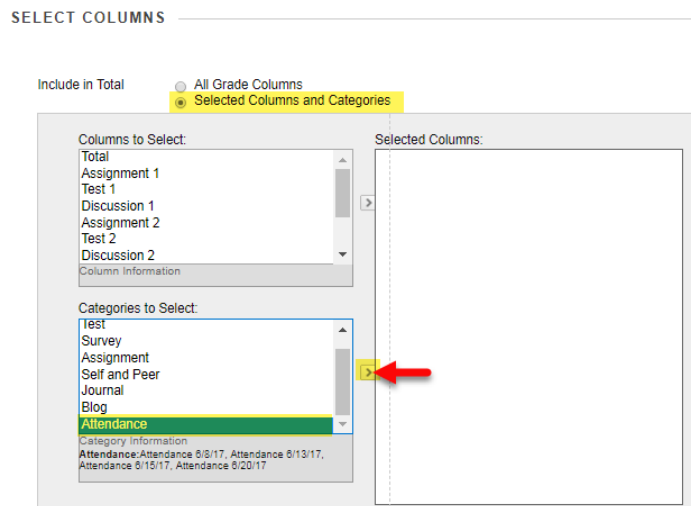 SELECT COLUMNS
Include in Total
All Grade Columns
Selected Columns and Categories
Columns to Select:
Total
Assignment 1
Test 1
Discussion 1
Assignment 2
Test 2
Discussion 2
Column Information
Selected Columns:
Categories to Select:
Test
Survey
Assignment
Self and Peer
Journal
Blog
Attendance
Category Information
Attendance:Attendance 6/8/17, Attendance 6/13/17,
Attendance 6/15/17, Attendance 6/20/17